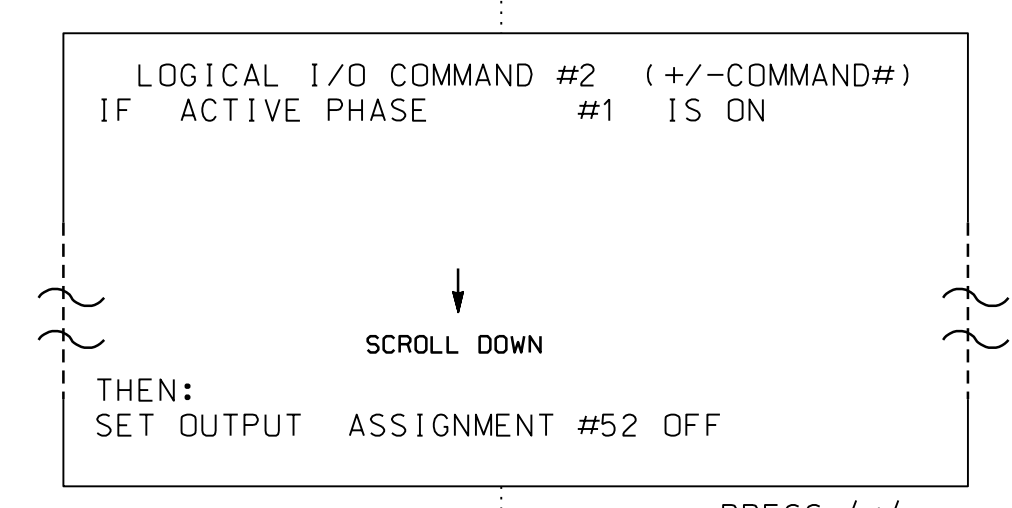 LOGICAL I/O COMMAND #2 (+/-COMMAND#)
IF ACTIVE PHASE #1 IS ON
SCROLL DOWN
THEN:
SET OUTPUT ASSIGNMENT #52 OFF